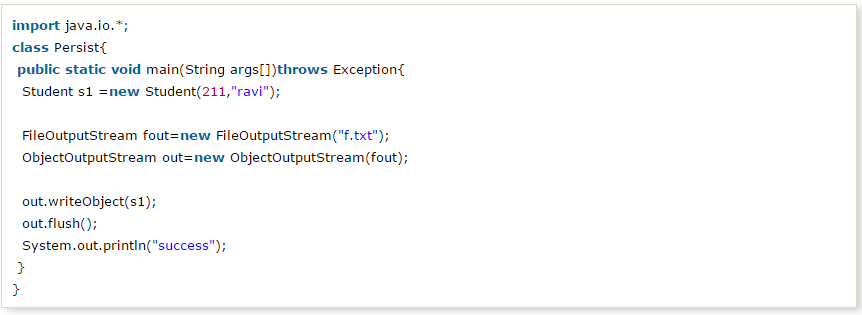 import java.io.*;
class Persist{
public static void main(String args[])throws Exception{
Student s1 =new Student(211,"ravi");
FileOutputStream fout=new FileOutputStream("f.txt");
ObjectOutputStream out=new ObjectOutputStream(fout);
out.writeObject(s1);
out.flush();
System.out.println("success");
}
}